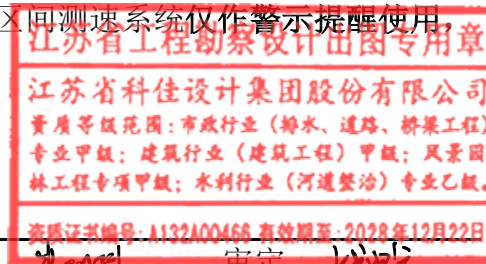 区间测速系统仅作警示提醒使用,
江苏省工程勘察设计出图专用章
江苏省科佳设计集团股份有限公司
资质等级范围:市政行业(排水、道路、桥梁工程)
专业甲级;建筑行业(建筑工程)甲级;风景园
林工程专项甲级;水利行业(河道整治)专业乙级。
资质证书编号:A132A00466 有效期至:2028年12月22日
审定